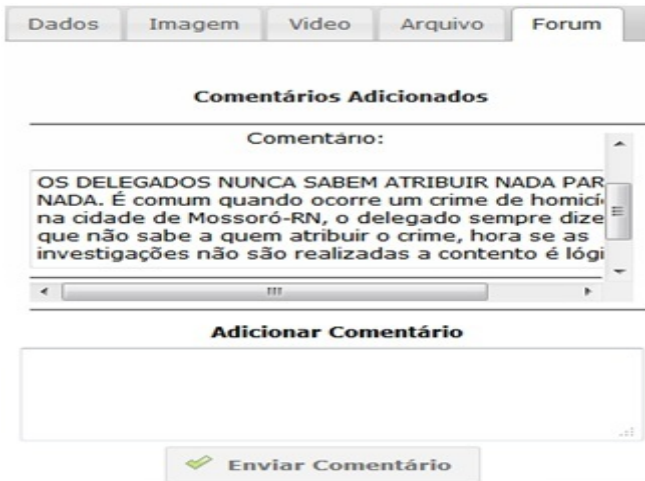 Dados Imagem Video Arquivo Forum
Comentários Adicionados
Comentário:
OS DELEGADOS NUNCA SABEM ATRIBUIR NADA PAR
NADA. É comum quando ocorre um crime de homicí
na cidade de Mossoró-RN, o delegado sempre dize
que não sabe a quem atribuir o crime, hora se as
investigações não são realizadas a contento é lógi
Adicionar Comentário
Enviar Comentário